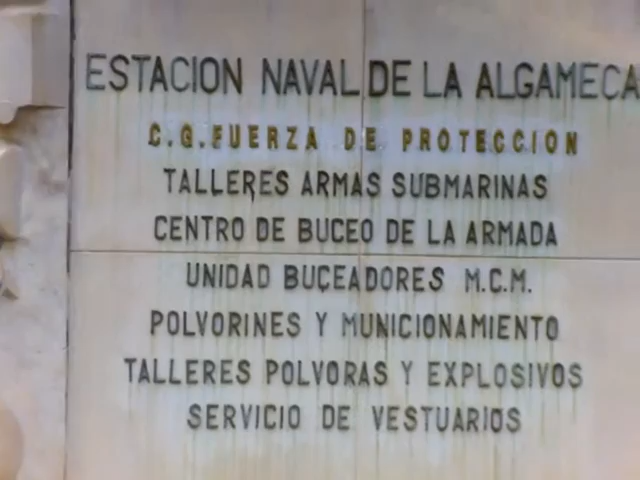 ESTACION NAVAL DE LA ALGAMECA
C.G.FUERZA DE PROTECCION
TALLERES ARMAS SUBMARINAS
CENTRO DE BUCEO DE LA ARMADA
UNIDAD BUCEADORES M.C.M.
POLVORINES Y MUNICIONAMIENTO
TALLERES POLVORAS Y EXPLOSIVOS
SERVICIO DE VESTUARIOS